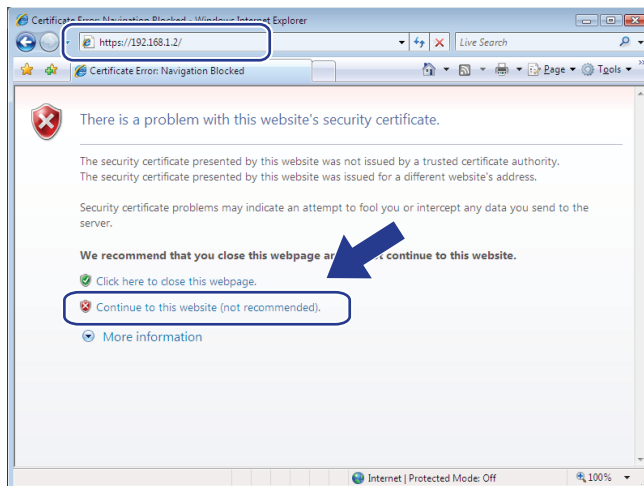 Certificate Error: Navigation Blocked - Windows Internet Explorer
https://192.168.1.2/
Live Search
Certificate Error: Navigation Blocked
Page
Tools
There is a problem with this website's security certificate.
The security certificate presented by this website was not issued by a trusted certificate authority.
The security certificate presented by this website was issued for a different website's address.
Security certificate problems may indicate an attempt to fool you or intercept any data you send to the
server.
We recommend that you close this webpage an t continue to this website.
Click here to close this webpage.
Continue to this website (not recommended).
More information
Internet | Protected Mode: Off
100%